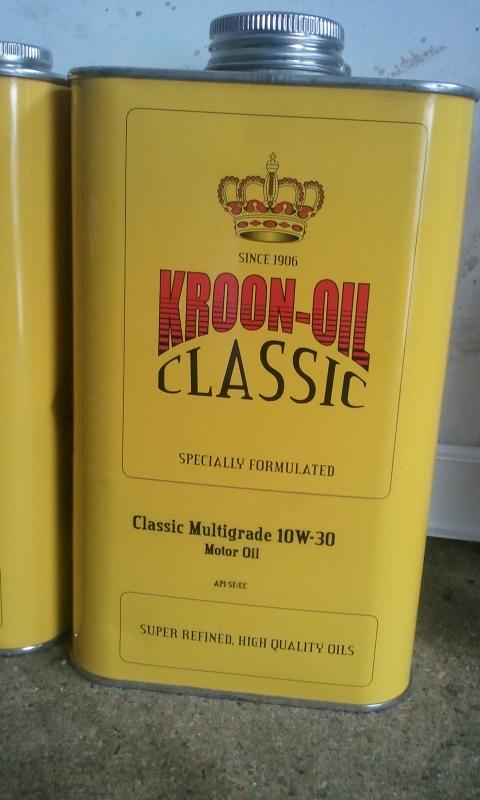 SINCE 1906
KROON-OIL
CLASSIC
SPECIALLY FORMULATED
Classic Multigrade 10W-30
Motor Oil
API SF/CC
SUPER REFINED, HIGH QUALITY OILS